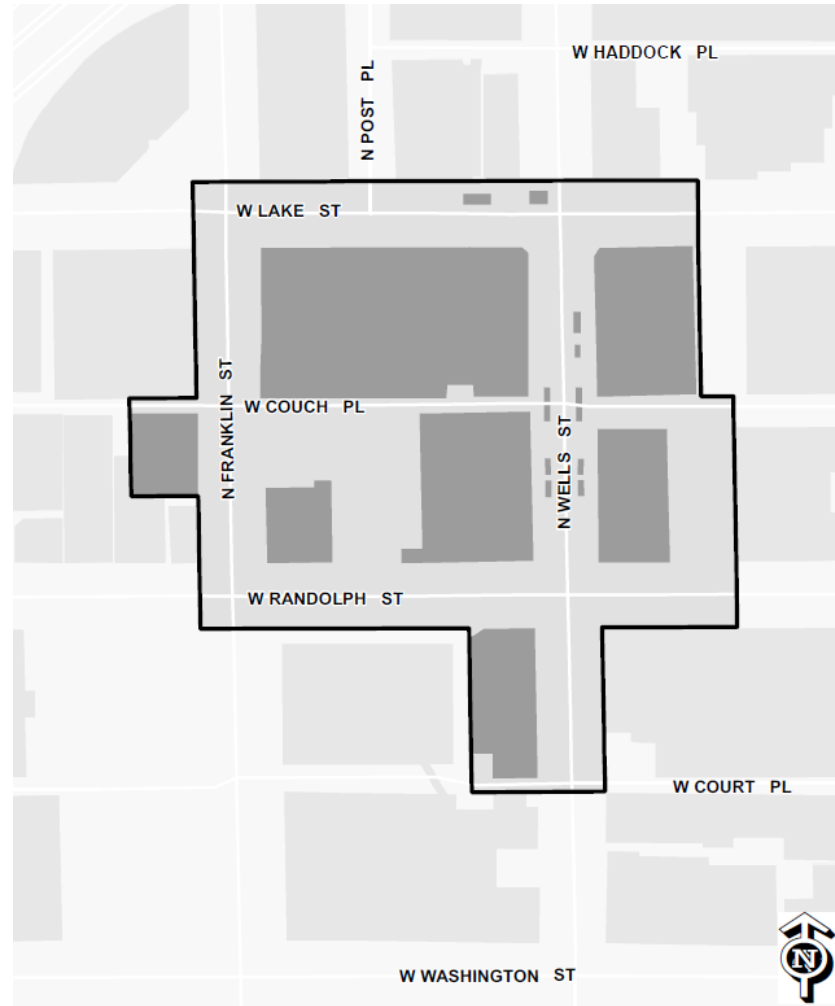 W HADDOCK PL
N POST PL
W LAKE ST
N FRANKLIN ST
W COUCH PL
N WELLS ST
W RANDOLPH ST
W COURT PL
N
W WASHINGTON ST